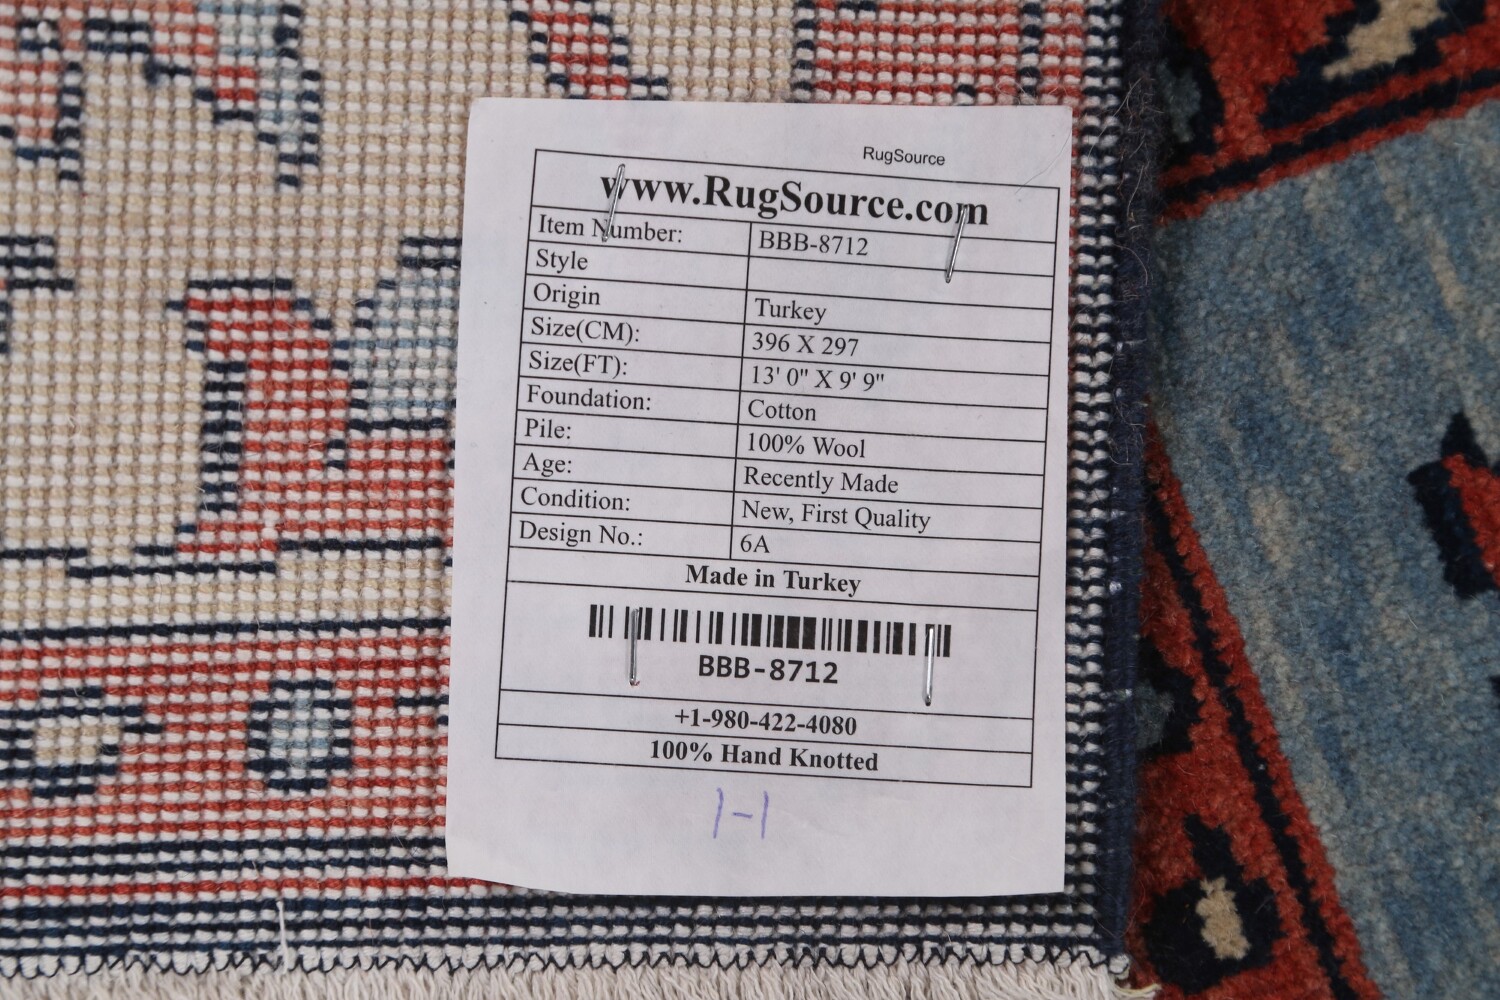 RugSource
www.RugSource.com
Item Number: BBB-8712
Style
Origin Turkey
Size(CM): 396 X 297
Size(FT): 13' 0" X 9' 9"
Foundation: Cotton
Pile: 100% Wool
Age: Recently Made
Condition: New, First Quality
Design No.: 6A
Made in Turkey
BBB-8712
+1-980-422-4080
100% Hand Knotted
1-1